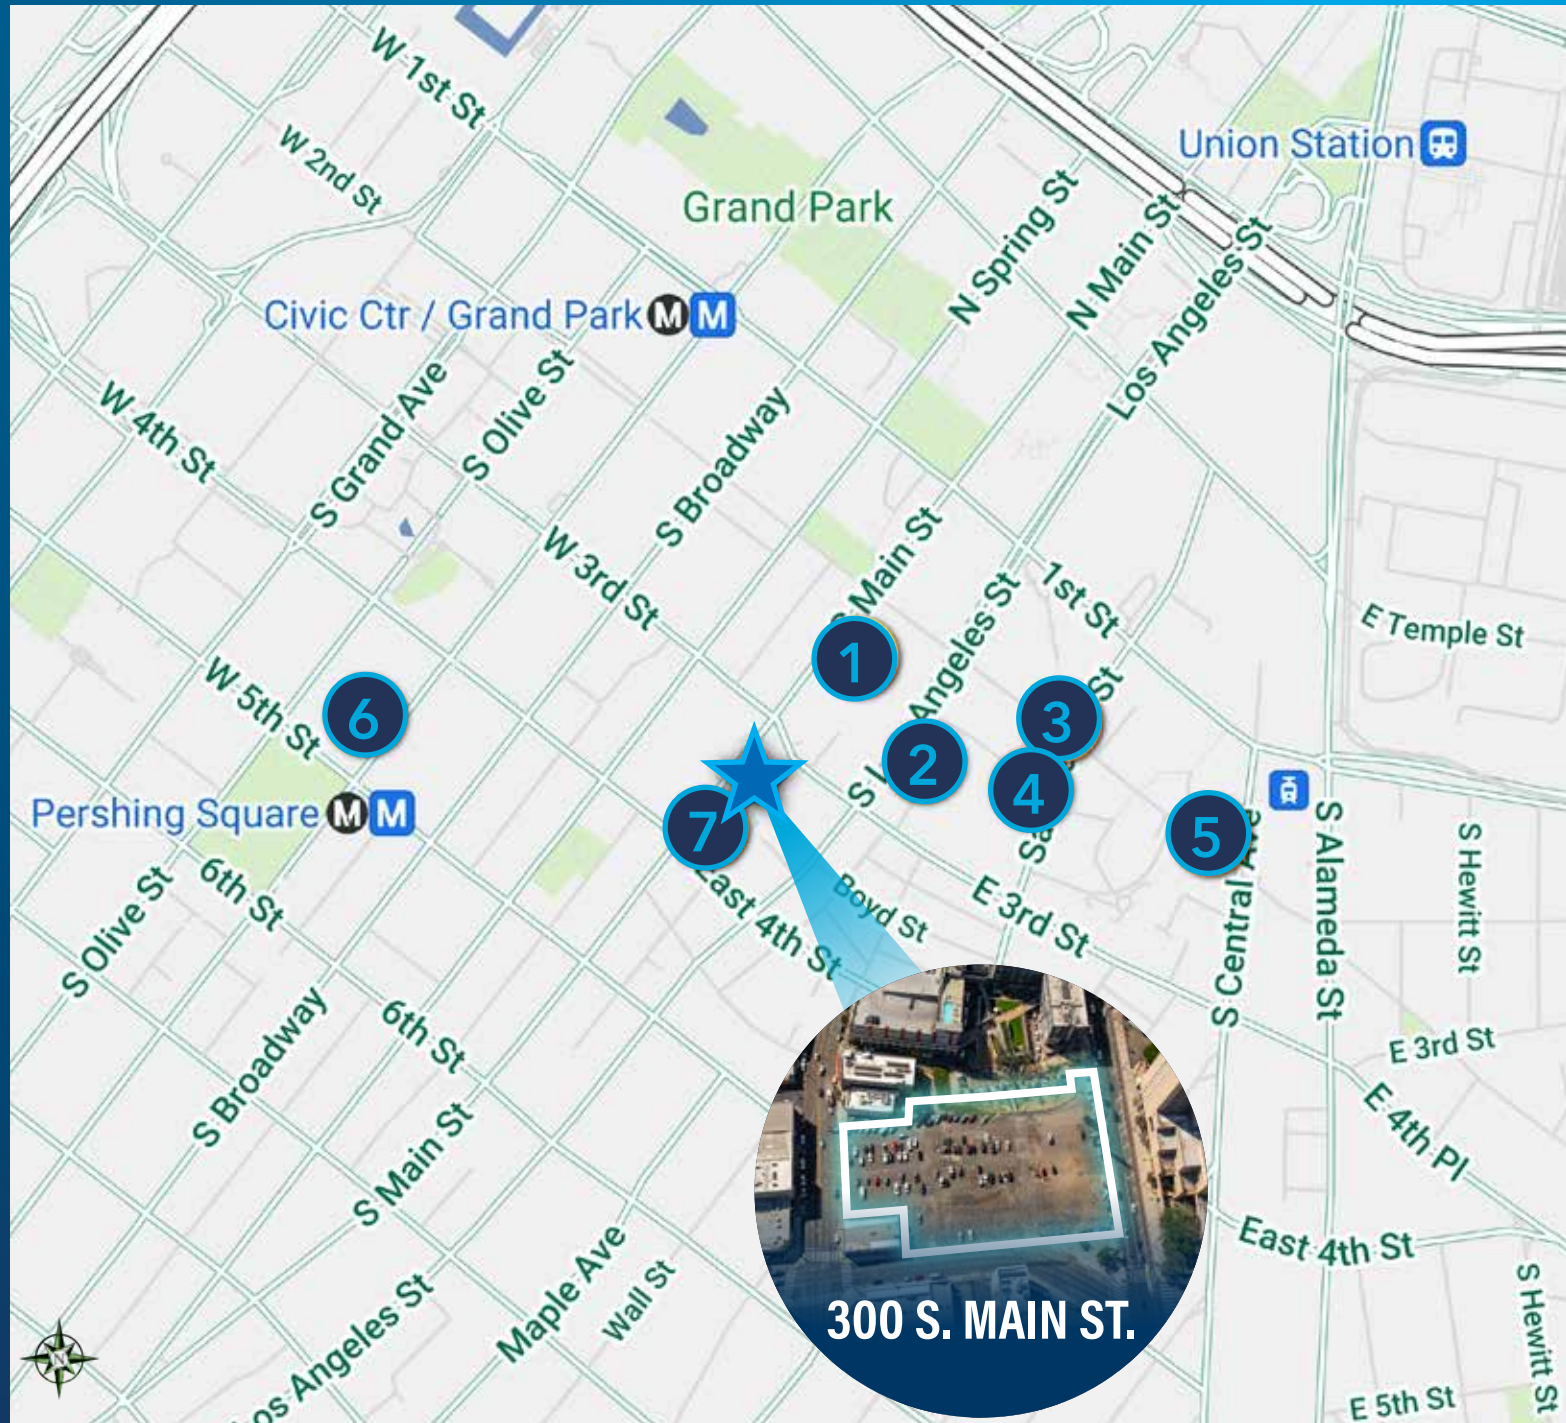 W 1st St
W 2nd St
Union Station
Grand Park
N Spring St
N Main St
Los Angeles St
Civic Ctr / Grand Park M M
W 4th St
S Grand Ave
S Olive St
S Broadway
W 3rd St
S Main St
1st St
E Temple St
1
Angeles St
St
W 5th St
6
3
2
4
S L
Sa
Pershing Square M M
7
5
S Central Ave
S Alameda St
S Hewitt St
6th St
S Olive St
East 4th St
Boyd St
E 3rd St
6th St
S Broadway
E 3rd St
E 4th Pl
S Main St
East 4th St
Maple Ave
Wall St
Los Angeles St
S Hewitt St
E 5th St
300 S. MAIN ST.
N